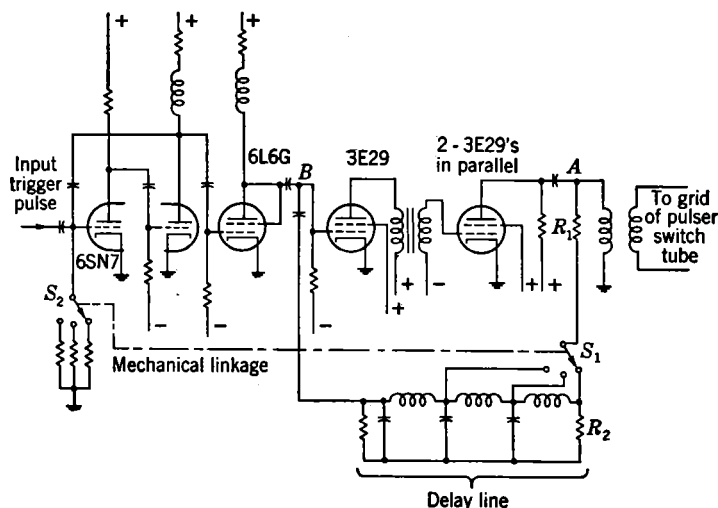 +
+
+
Input
trigger
pulse
6SN7
6L6G
B
3E29
2-3E29's
in parallel
A
R1
To grid
of pulser
switch
tube
S2
−
−
−
+
−
+
+
Mechanical linkage
S1
R2
Delay line